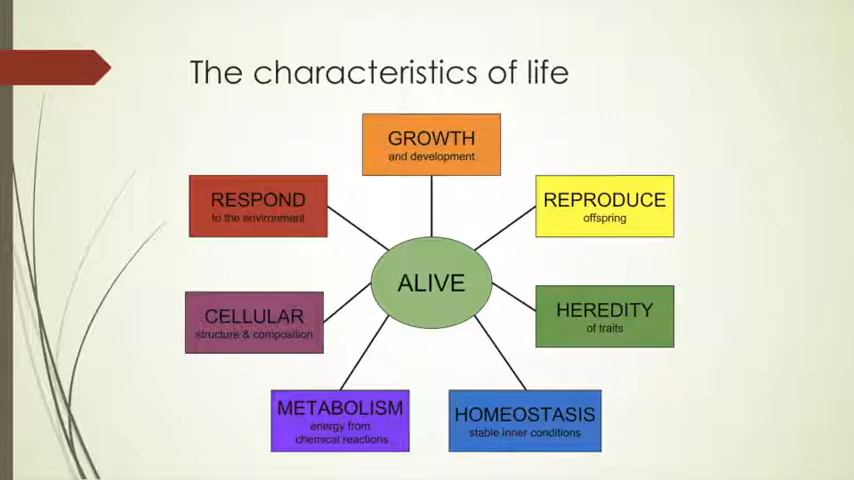 The characteristics of life
GROWTH
and development
RESPOND
to the environment
REPRODUCE
offspring
ALIVE
CELLULAR
structure & composition
HEREDITY
of traits
METABOLISM
energy from
chemical reactions
HOMEOSTASIS
stable inner conditions